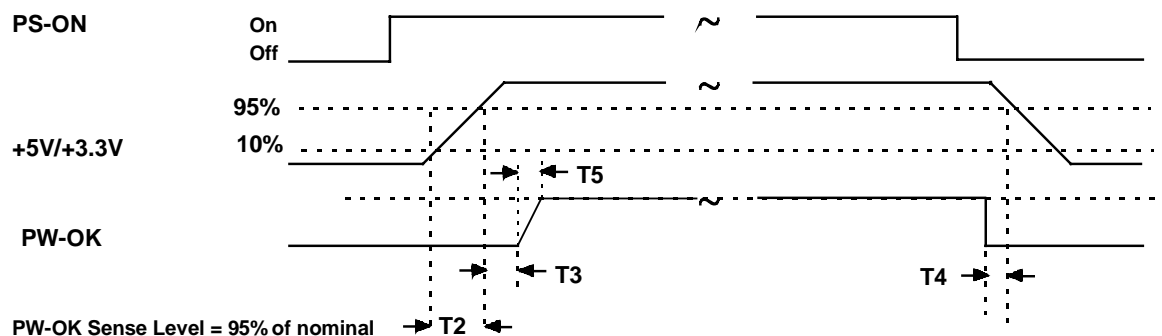 PS-ON
On
Off
~
95%
~
+5V/+3.3V
10%
T5
~
PW-OK
T3
T4
PW-OK Sense Level = 95% of nominal
T2